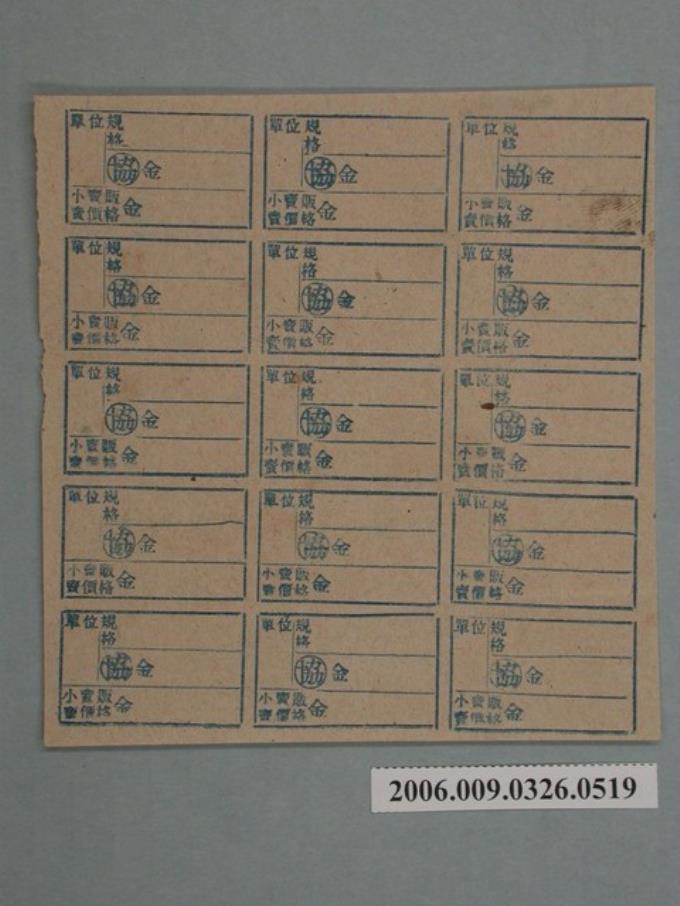 單位規
格
協 金
小賣販
賣價格 金
單位規
格
協 金
小賣販
賣價格 金
單位規
格
協 金
小賣販
賣價格 金
單位規
格
協 金
小賣販
賣價格 金
單位規
格
協 金
小賣販
賣價格 金
單位規
格
協 金
小賣販
賣價格 金
單位規
格
協 金
小賣販
賣價格 金
單位規
格
協 金
小賣販
賣價格 金
單位規
格
協 金
小賣販
賣價格 金
單位規
格
協 金
小賣販
賣價格 金
單位規
格
協 金
小賣販
賣價格 金
單位規
格
協 金
小賣販
賣價格 金
單位規
格
協 金
小賣販
賣價格 金
單位規
格
協 金
小賣販
賣價格 金
單位規
格
協 金
小賣販
賣價格 金
2006.009.0326.0519